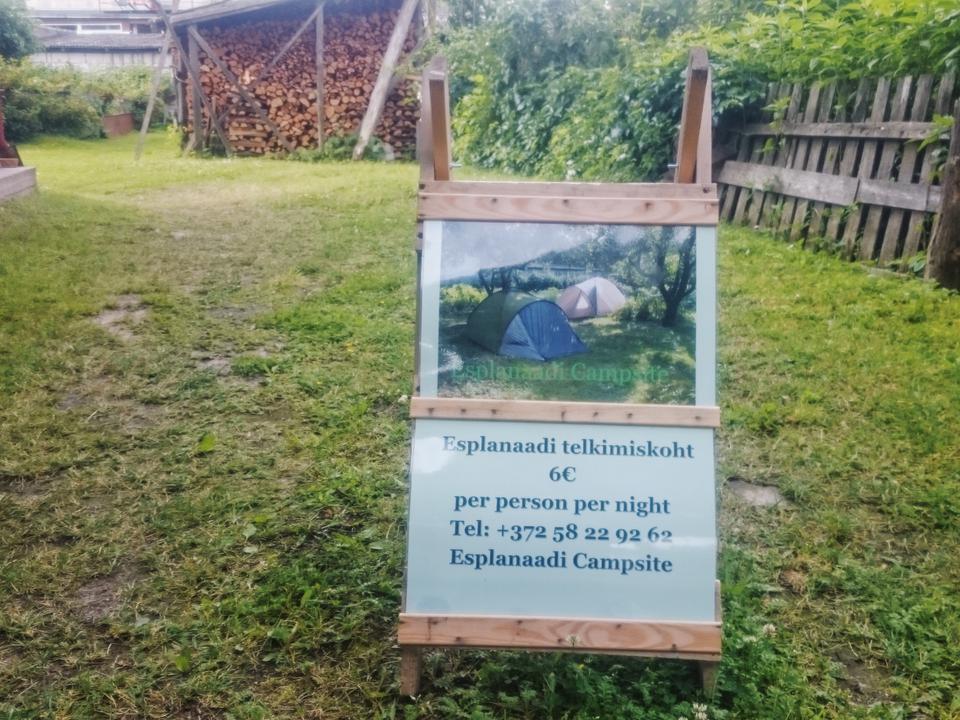 Esplanaadi Campsite
Esplanaadi telkimiskoht
6€
per person per night
Tel: +372 58 22 92 62
Esplanaadi Campsite